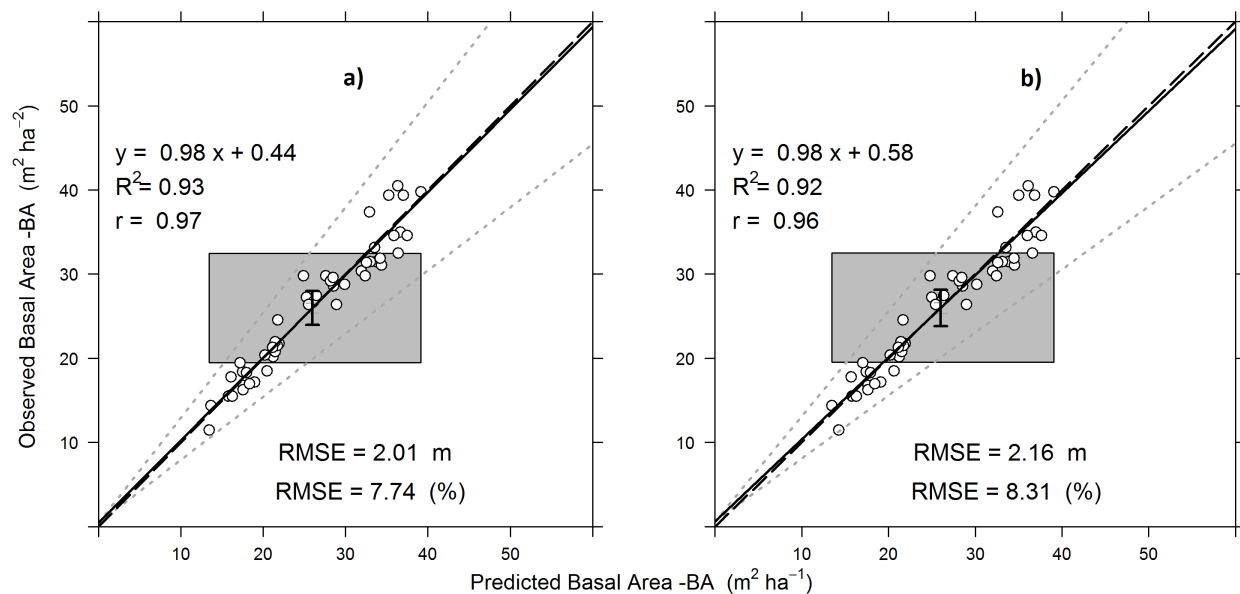 a)
y = 0.98 x + 0.44
R²= 0.93
r = 0.97
RMSE = 2.01 m
RMSE = 7.74 (%)
10
20
30
40
50
10
20
30
40
50
b)
y = 0.98 x + 0.58
R²= 0.92
r = 0.96
RMSE = 2.16 m
RMSE = 8.31 (%)
10
20
30
40
50
10
20
30
40
50
Observed Basal Area -BA (m² ha⁻²)
Predicted Basal Area -BA (m² ha⁻¹)